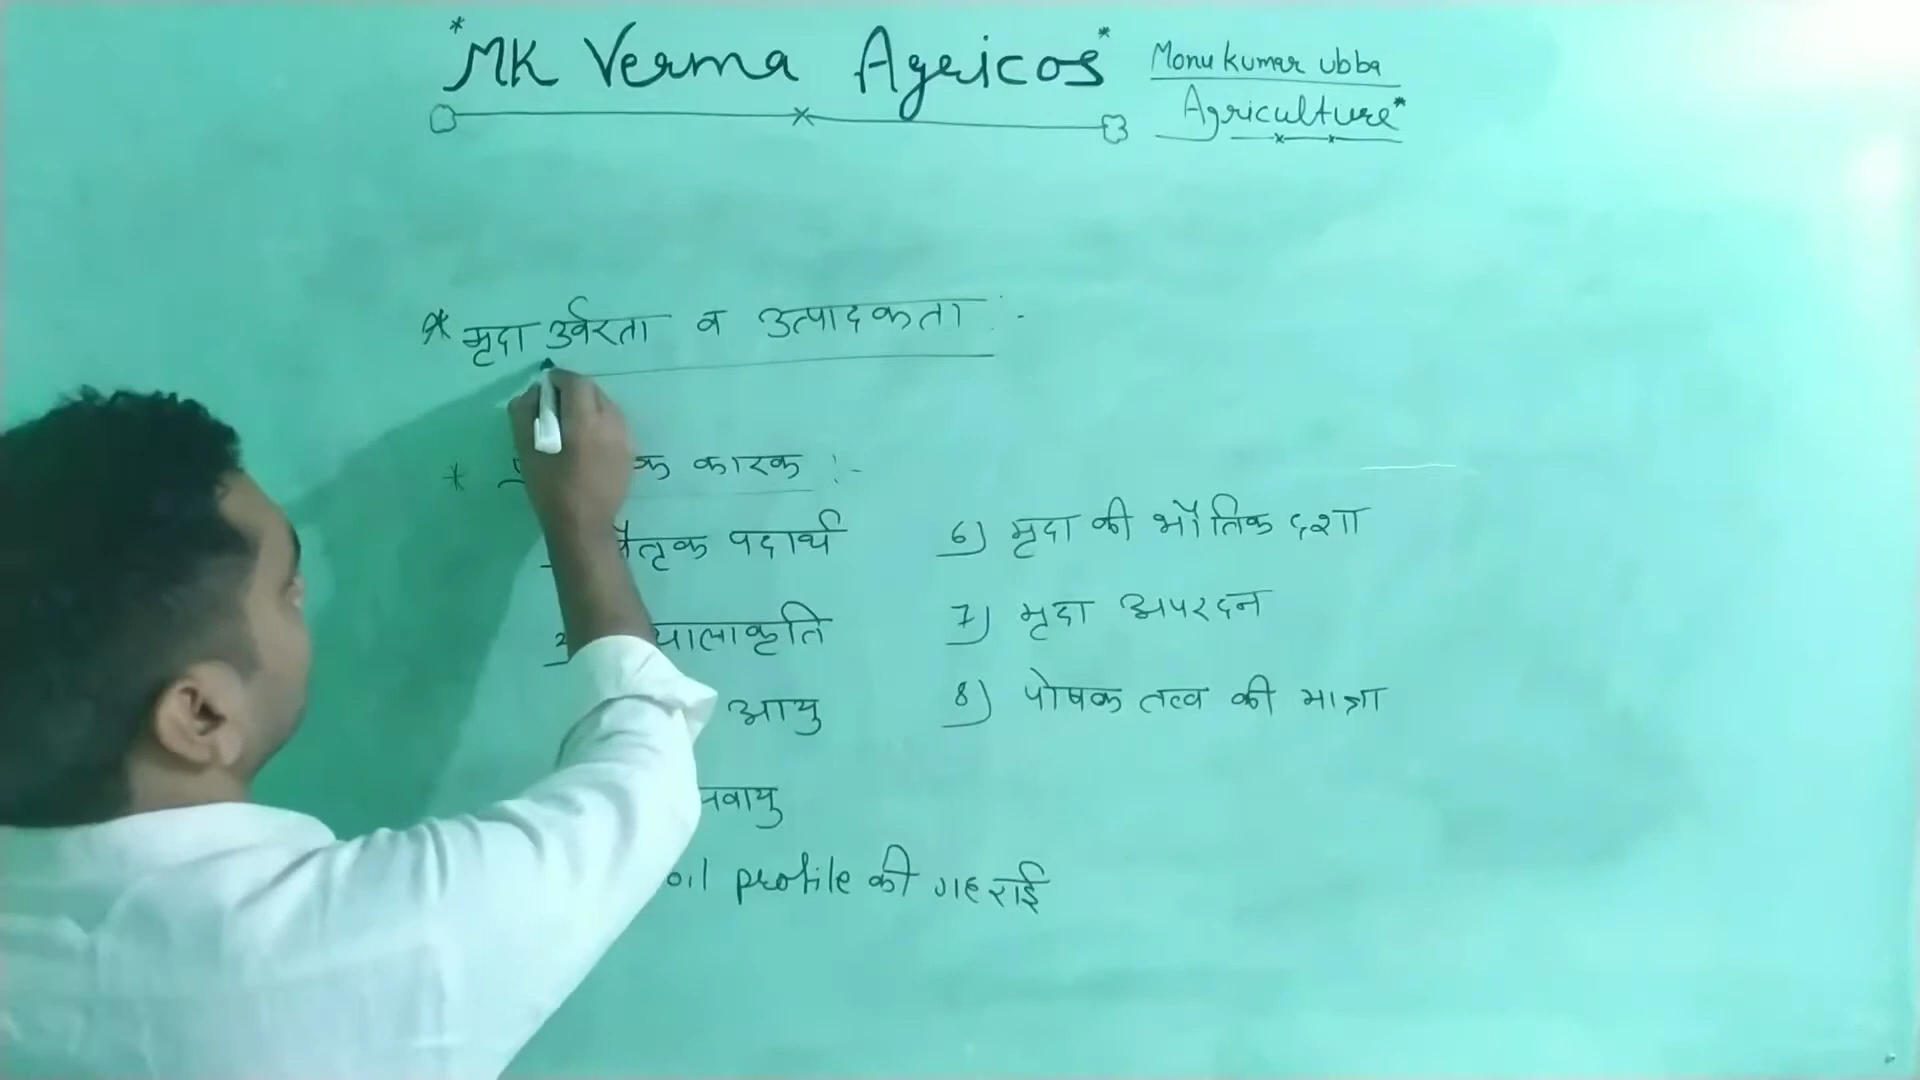 *MK Verma Agricos*
Monu kumar ubba
Agriculture*
* मृदा उर्वरता व उत्पादकता :-
* कारक :-
पैतृक पदार्थ
आयु
oil profile की गहराई
6) मृदा की भौतिक दशा
7) मृदा अपरदन
8) पोषक तत्व की मात्रा